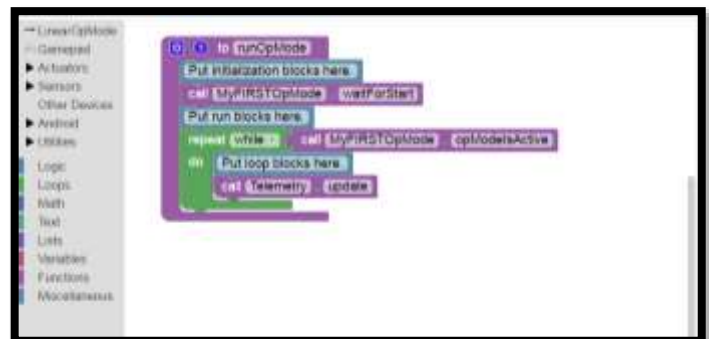 LinearOpMode
Gamepad
Actuators
Sensors
Other Devices
Android
Utilities
Logic
Loops
Math
Text
Lists
Variables
Functions
Miscellaneous
to runOpMode
Put initialization blocks here.
call MyFIRSTOpMode . waitForStart
Put run blocks here.
repeat while call MyFIRSTOpMode . opModeIsActive
do Put loop blocks here.
call Telemetry . update